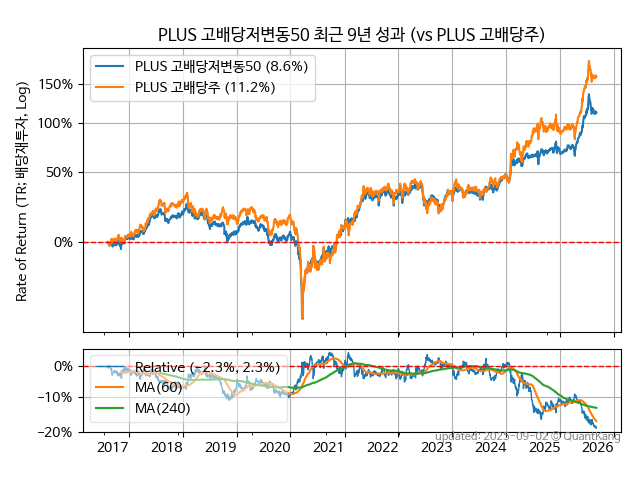 PLUS 고배당저변동50 최근 9년 성과 (vs PLUS 고배당주)
PLUS 고배당저변동50 (8.6%)
PLUS 고배당주 (11.2%)
Rate of Return (TR: 배당재투자, Log)
150%
100%
50%
0%
Relative (−2.3%, 2.3%)
MA(60)
MA(240)
0%
−10%
−20%
updated: 2025-09-02 © QuantKang
2017 2018 2019 2020 2021 2022 2023 2024 2025 2026